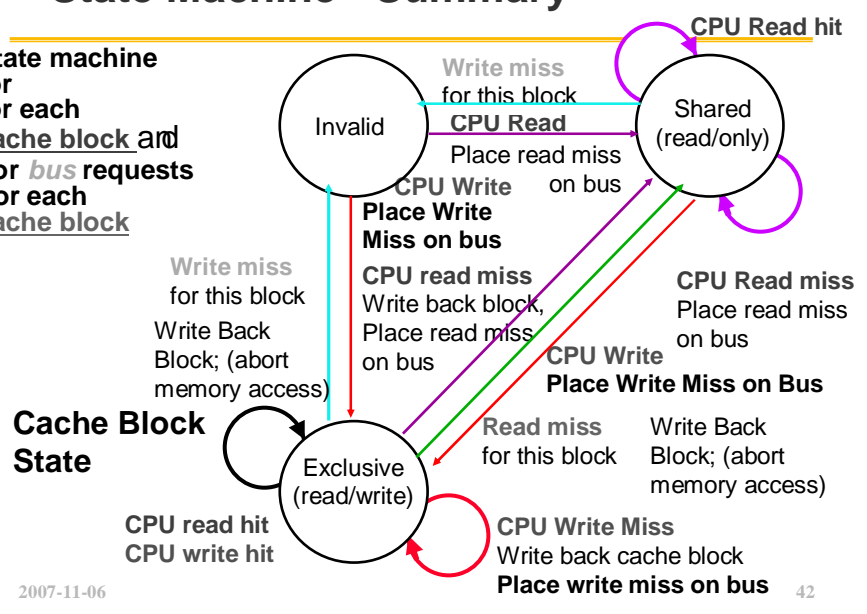 State Machine - Summary
CPU Read hit
tate machine
or
or each
ache block and
or bus requests
or each
ache block
Invalid
Write miss
for this block
CPU Read
Place read miss
on bus
Shared
(read/only)
CPU Write
Place Write
Miss on bus
Write miss
for this block
Write Back
Block; (abort
memory access)
CPU read miss
Write back block,
Place read miss
on bus
CPU Read miss
Place read miss
on bus
CPU Write
Place Write Miss on Bus
Cache Block
State
Exclusive
(read/write)
Read miss
for this block
Write Back
Block; (abort
memory access)
CPU read hit
CPU write hit
CPU Write Miss
Write back cache block
Place write miss on bus
2007-11-06
42